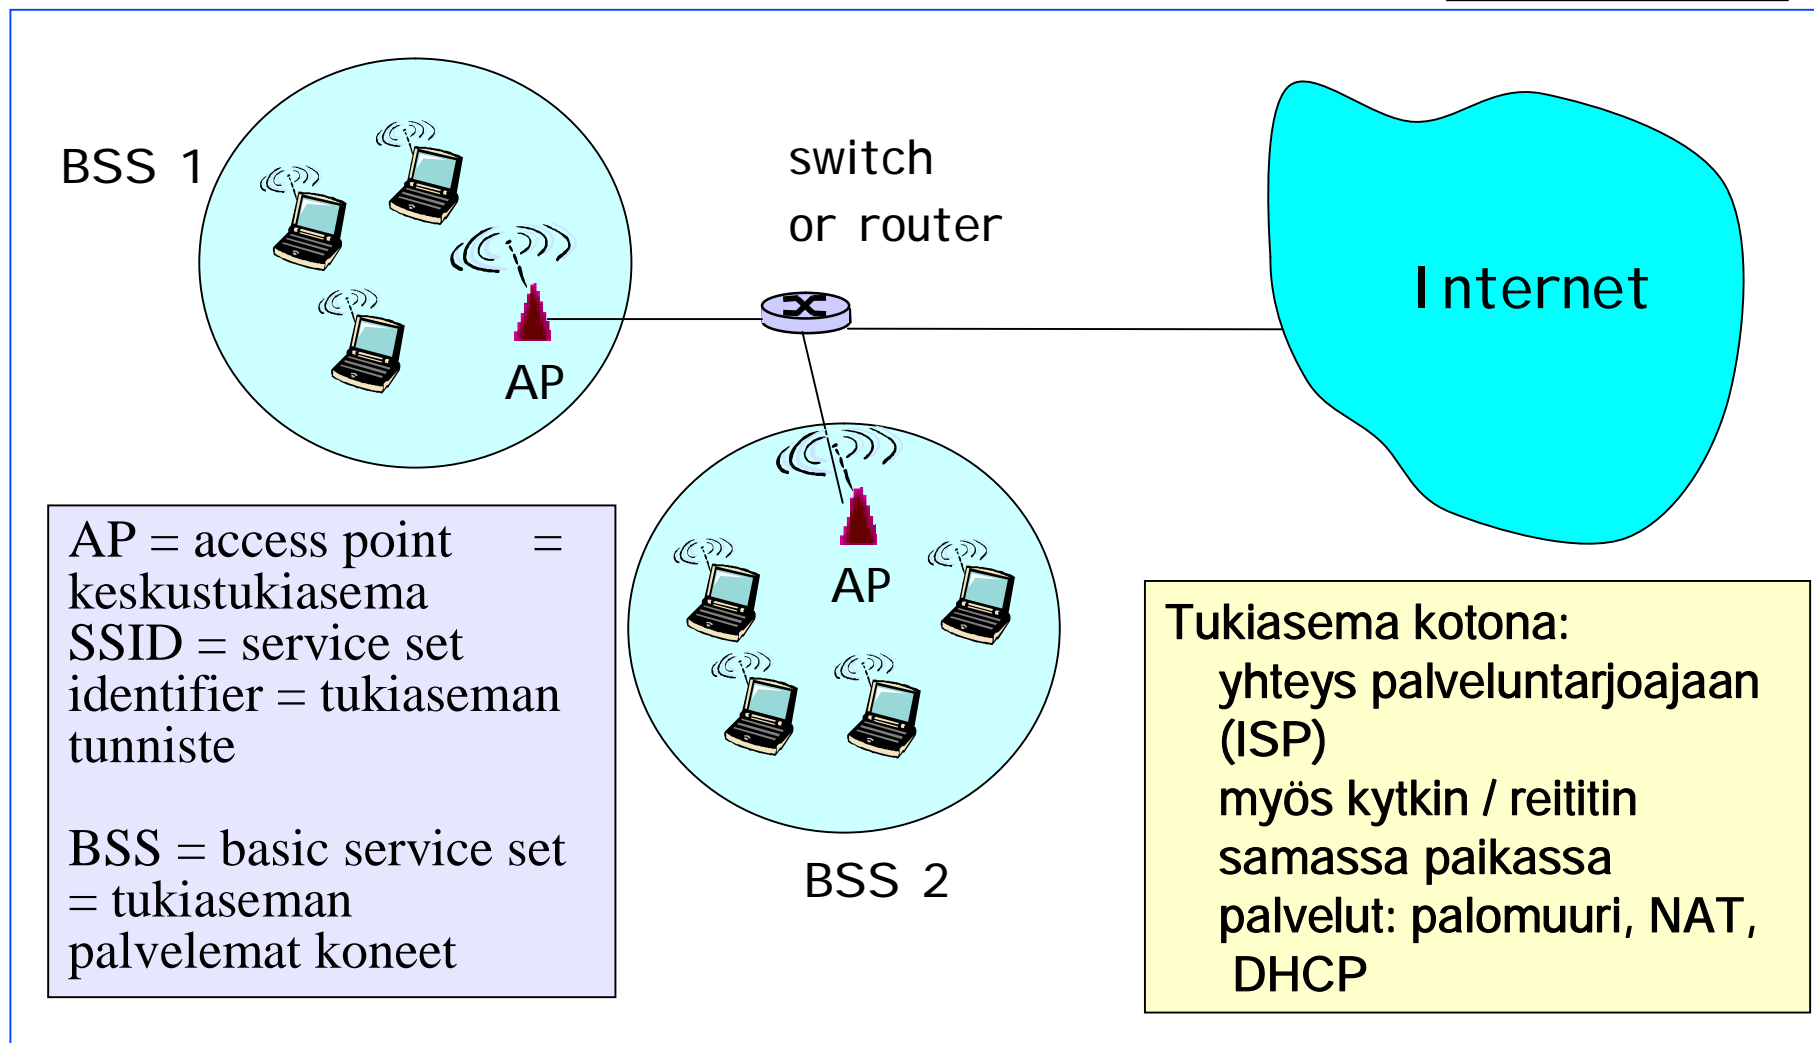 BSS 1
switch
or router
Internet
AP
AP
BSS 2
AP = access point =
keskustukiasema
SSID = service set
identifier = tukiaseman
tunniste
BSS = basic service set
= tukiaseman
palvelemat koneet
Tukiasema kotona:
yhteys palveluntarjoajaan
(ISP)
myös kytkin / reititin
samassa paikassa
palvelut: palomuuri, NAT,
DHCP